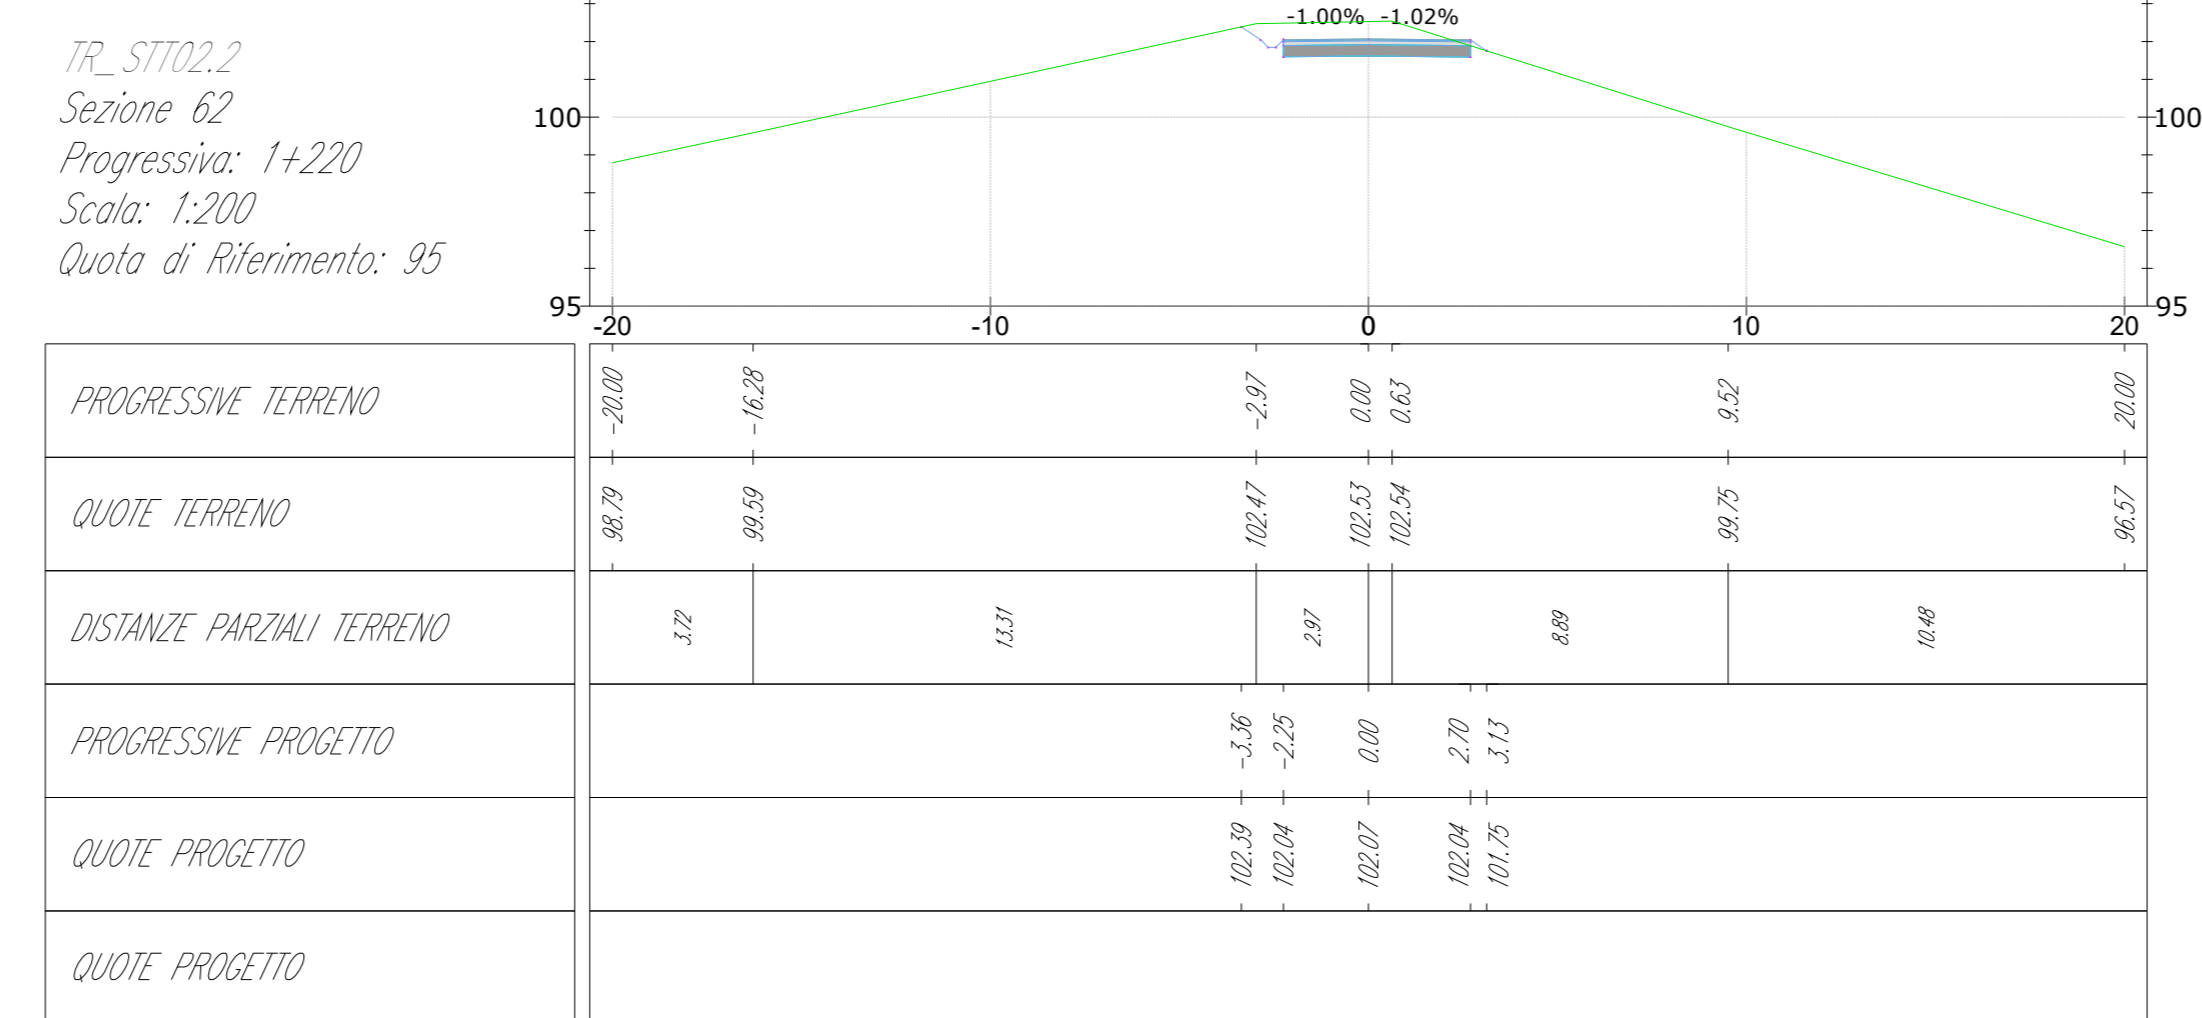 -1.00% -1.02%
TR_STT02.2
Sezione 62
Progressiva: 1+220
Scala: 1:200
Quota di Riferimento: 95
100 100
95 95
-20 -10 0 10 20
PROGRESSIVE TERRENO -20.00 -16.28 -2.97 0.00 0.63 9.52 20.00
QUOTE TERRENO 98.79 99.59 102.47 102.53 102.54 99.75 96.57
DISTANZE PARZIALI TERRENO 3.72 13.31 2.97 8.89 10.48
PROGRESSIVE PROGETTO -3.36 -2.25 0.00 2.70 3.13
QUOTE PROGETTO 102.39 102.04 102.07 102.04 101.75
QUOTE PROGETTO